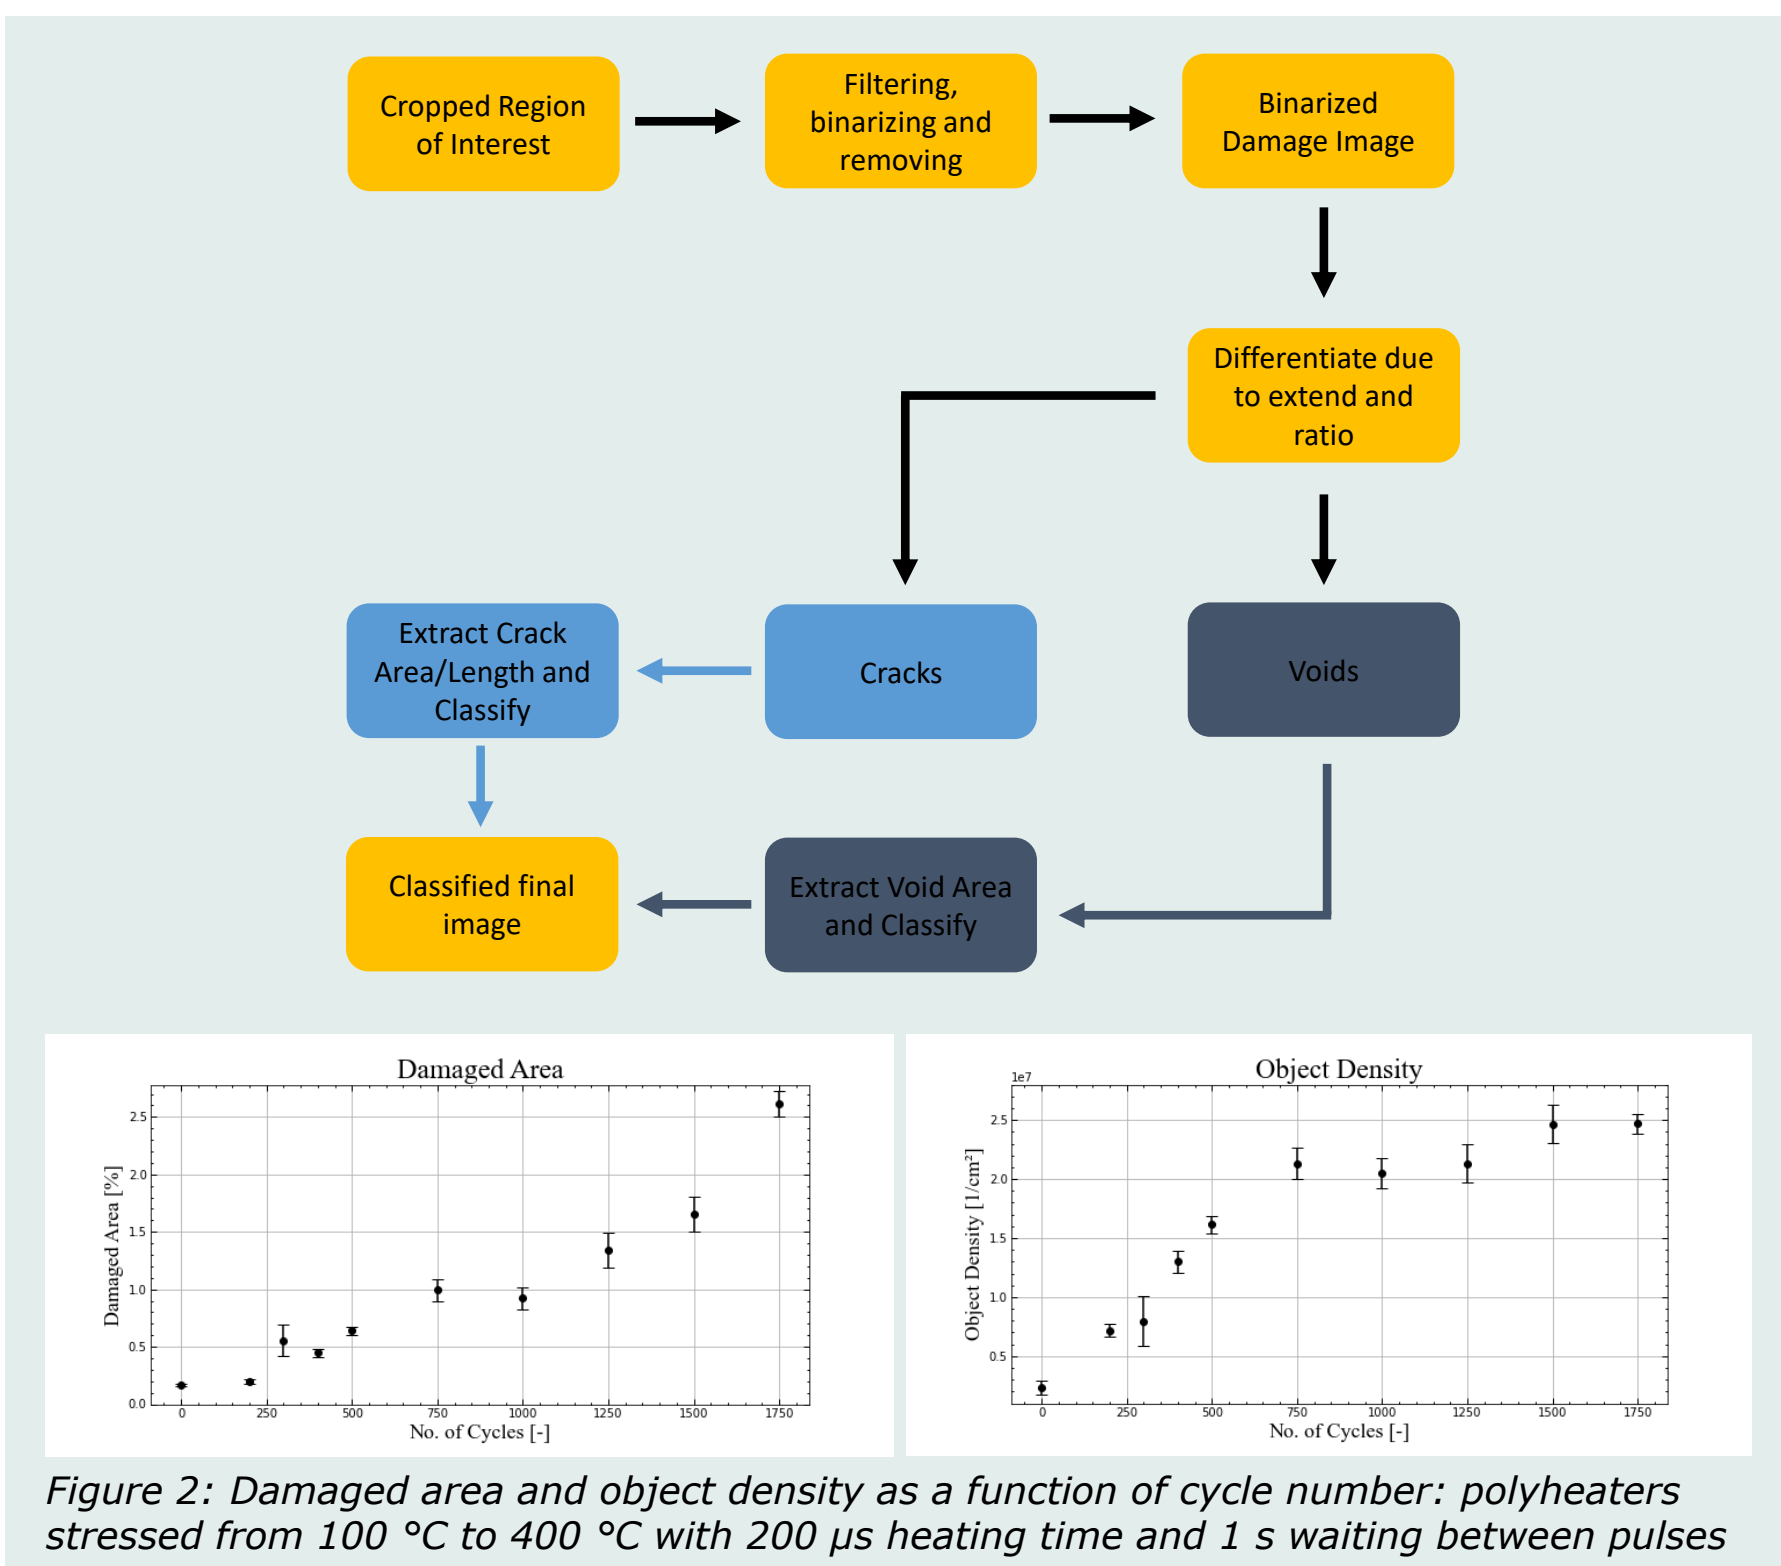 Cropped Region
of Interest
Filtering,
binarizing and
removing
Binarized
Damage Image
Differentiate due
to extend and
ratio
Extract Crack
Area/Length and
Classify
Cracks
Voids
Classified final
image
Extract Void Area
and Classify
Damaged Area
Damaged Area [%]
2.5
2.0
1.5
1.0
0.5
0.0
0 250 500 750 1000 1250 1500 1750
No. of Cycles [-]
Object Density
1e7
Object Density [1/cm²]
2.5
2.0
1.5
1.0
0.5
0 250 500 750 1000 1250 1500 1750
No. of Cycles [-]
Figure 2: Damaged area and object density as a function of cycle number: polyheaters
stressed from 100 °C to 400 °C with 200 µs heating time and 1 s waiting between pulses